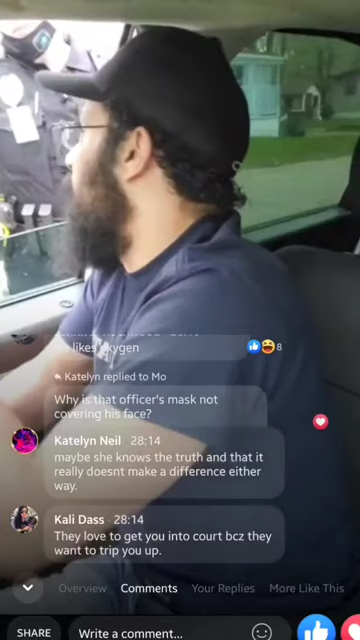 likes oxygen
8
Katelyn replied to Mo
Why is that officer's mask not
covering his face?
Katelyn Neil 28:14
maybe she knows the truth and that it
really doesnt make a difference either
way.
Kali Dass · 28:14
They love to get you into court bcz they
want to trip you up.
Overview Comments Your Replies More Like This
SHARE Write a comment...